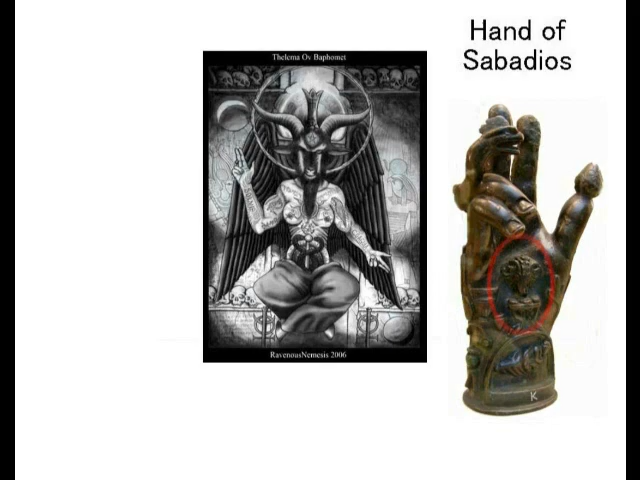 Hand of
Sabadios
Thelema Ov Baphomet
RavenousNemesis 2006
K